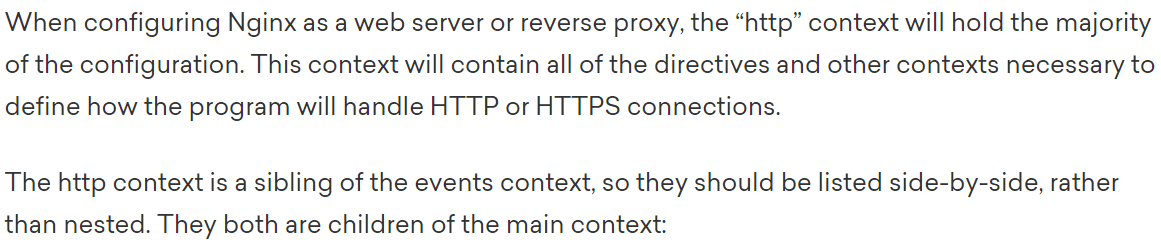 When configuring Nginx as a web server or reverse proxy, the “http” context will hold the majority
of the configuration. This context will contain all of the directives and other contexts necessary to
define how the program will handle HTTP or HTTPS connections.
The http context is a sibling of the events context, so they should be listed side-by-side, rather
than nested. They both are children of the main context: